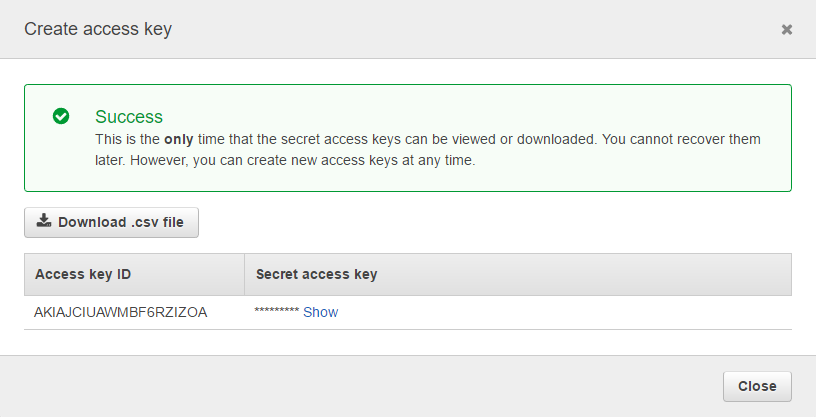 Create access key
Success
This is the only time that the secret access keys can be viewed or downloaded. You cannot recover them
later. However, you can create new access keys at any time.
Download .csv file
Access key ID Secret access key
AKIAJCIUAWMBF6RZIZOA ********* Show
Close